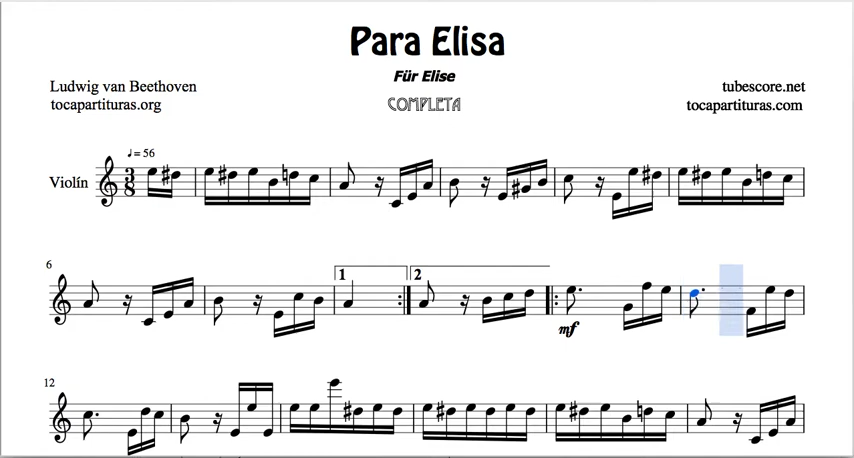 Para Elisa
Für Elise
COMPLETA
Ludwig van Beethoven
tocapartituras.org
tubescore.net
tocapartituras.com
♩ = 56
Violín
3
8
6
1
2
mf
12